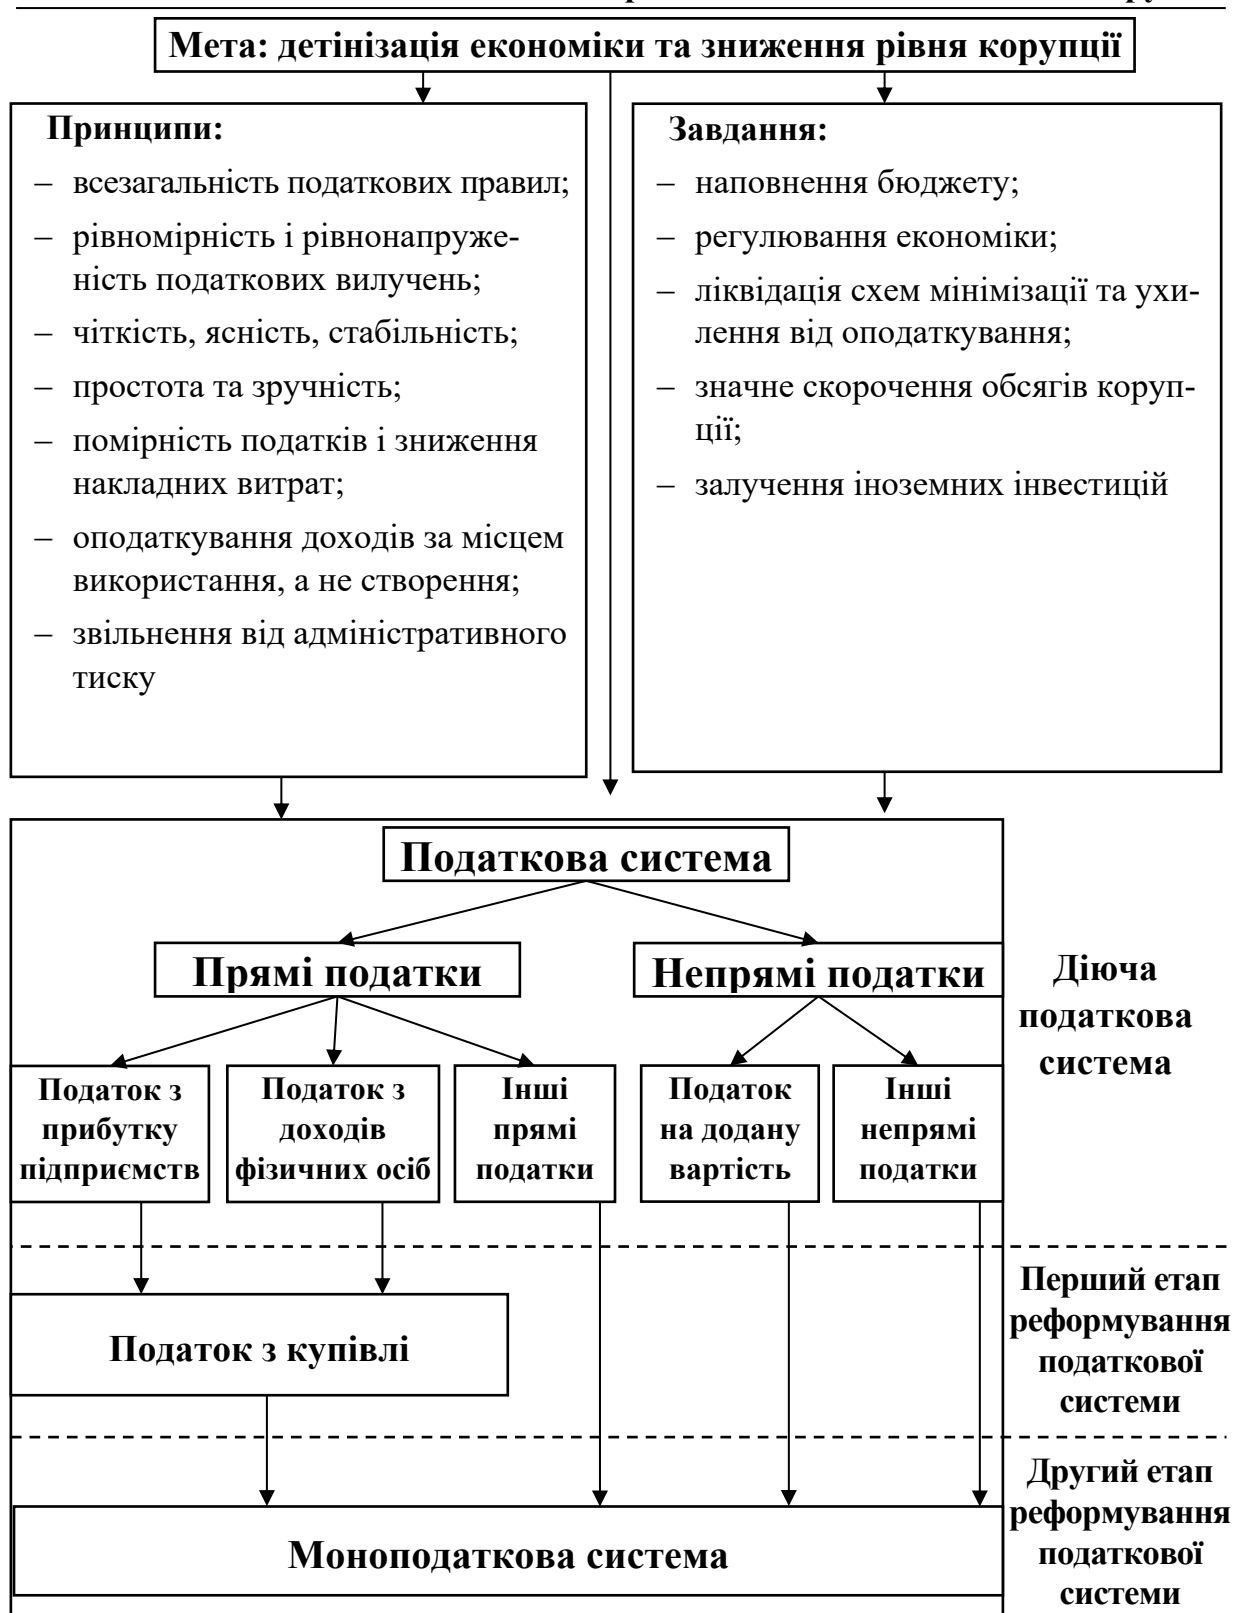 Мета: детінізація економіки та зниження рівня корупції
Принципи:
– всезагальність податкових правил;
– рівномірність і рівнонапруже-
ність податкових вилучень;
– чіткість, ясність, стабільність;
– простота та зручність;
– помірність податків і зниження
накладних витрат;
– оподаткування доходів за місцем
використання, а не створення;
– звільнення від адміністративного
тиску
Завдання:
– наповнення бюджету;
– регулювання економіки;
– ліквідація схем мінімізації та ухи-
лення від оподаткування;
– значне скорочення обсягів коруп-
ції;
– залучення іноземних інвестицій
Податкова система
Прямі податки
Непрямі податки
Діюча
податкова
система
Податок з
прибутку
підприємств
Податок з
доходів
фізичних осіб
Інші
прямі
податки
Податок
на додану
вартість
Інші
непрямі
податки
Перший етап
реформування
податкової
системи
Податок з купівлі
Другий етап
реформування
податкової
системи
Моноподаткова система